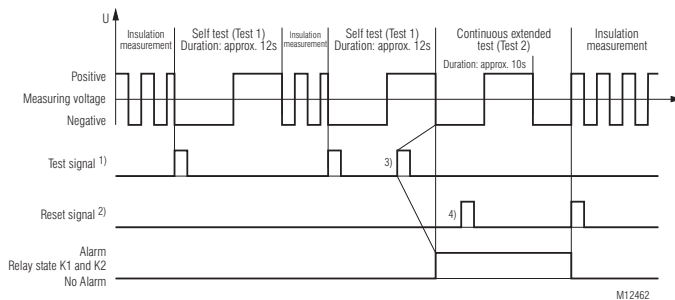 U
Insulation
measurement
Self test (Test 1)
Duration: approx. 12s
Insulation
measurement
Self test (Test 1)
Duration: approx. 12s
Continuous extended
test (Test 2)
Duration: approx. 10s
Insulation
measurement
Positive
Measuring voltage
Negative
Test signal 1)
3)
Reset signal 2)
4)
Alarm
Relay state K1 and K2
No Alarm
M12462